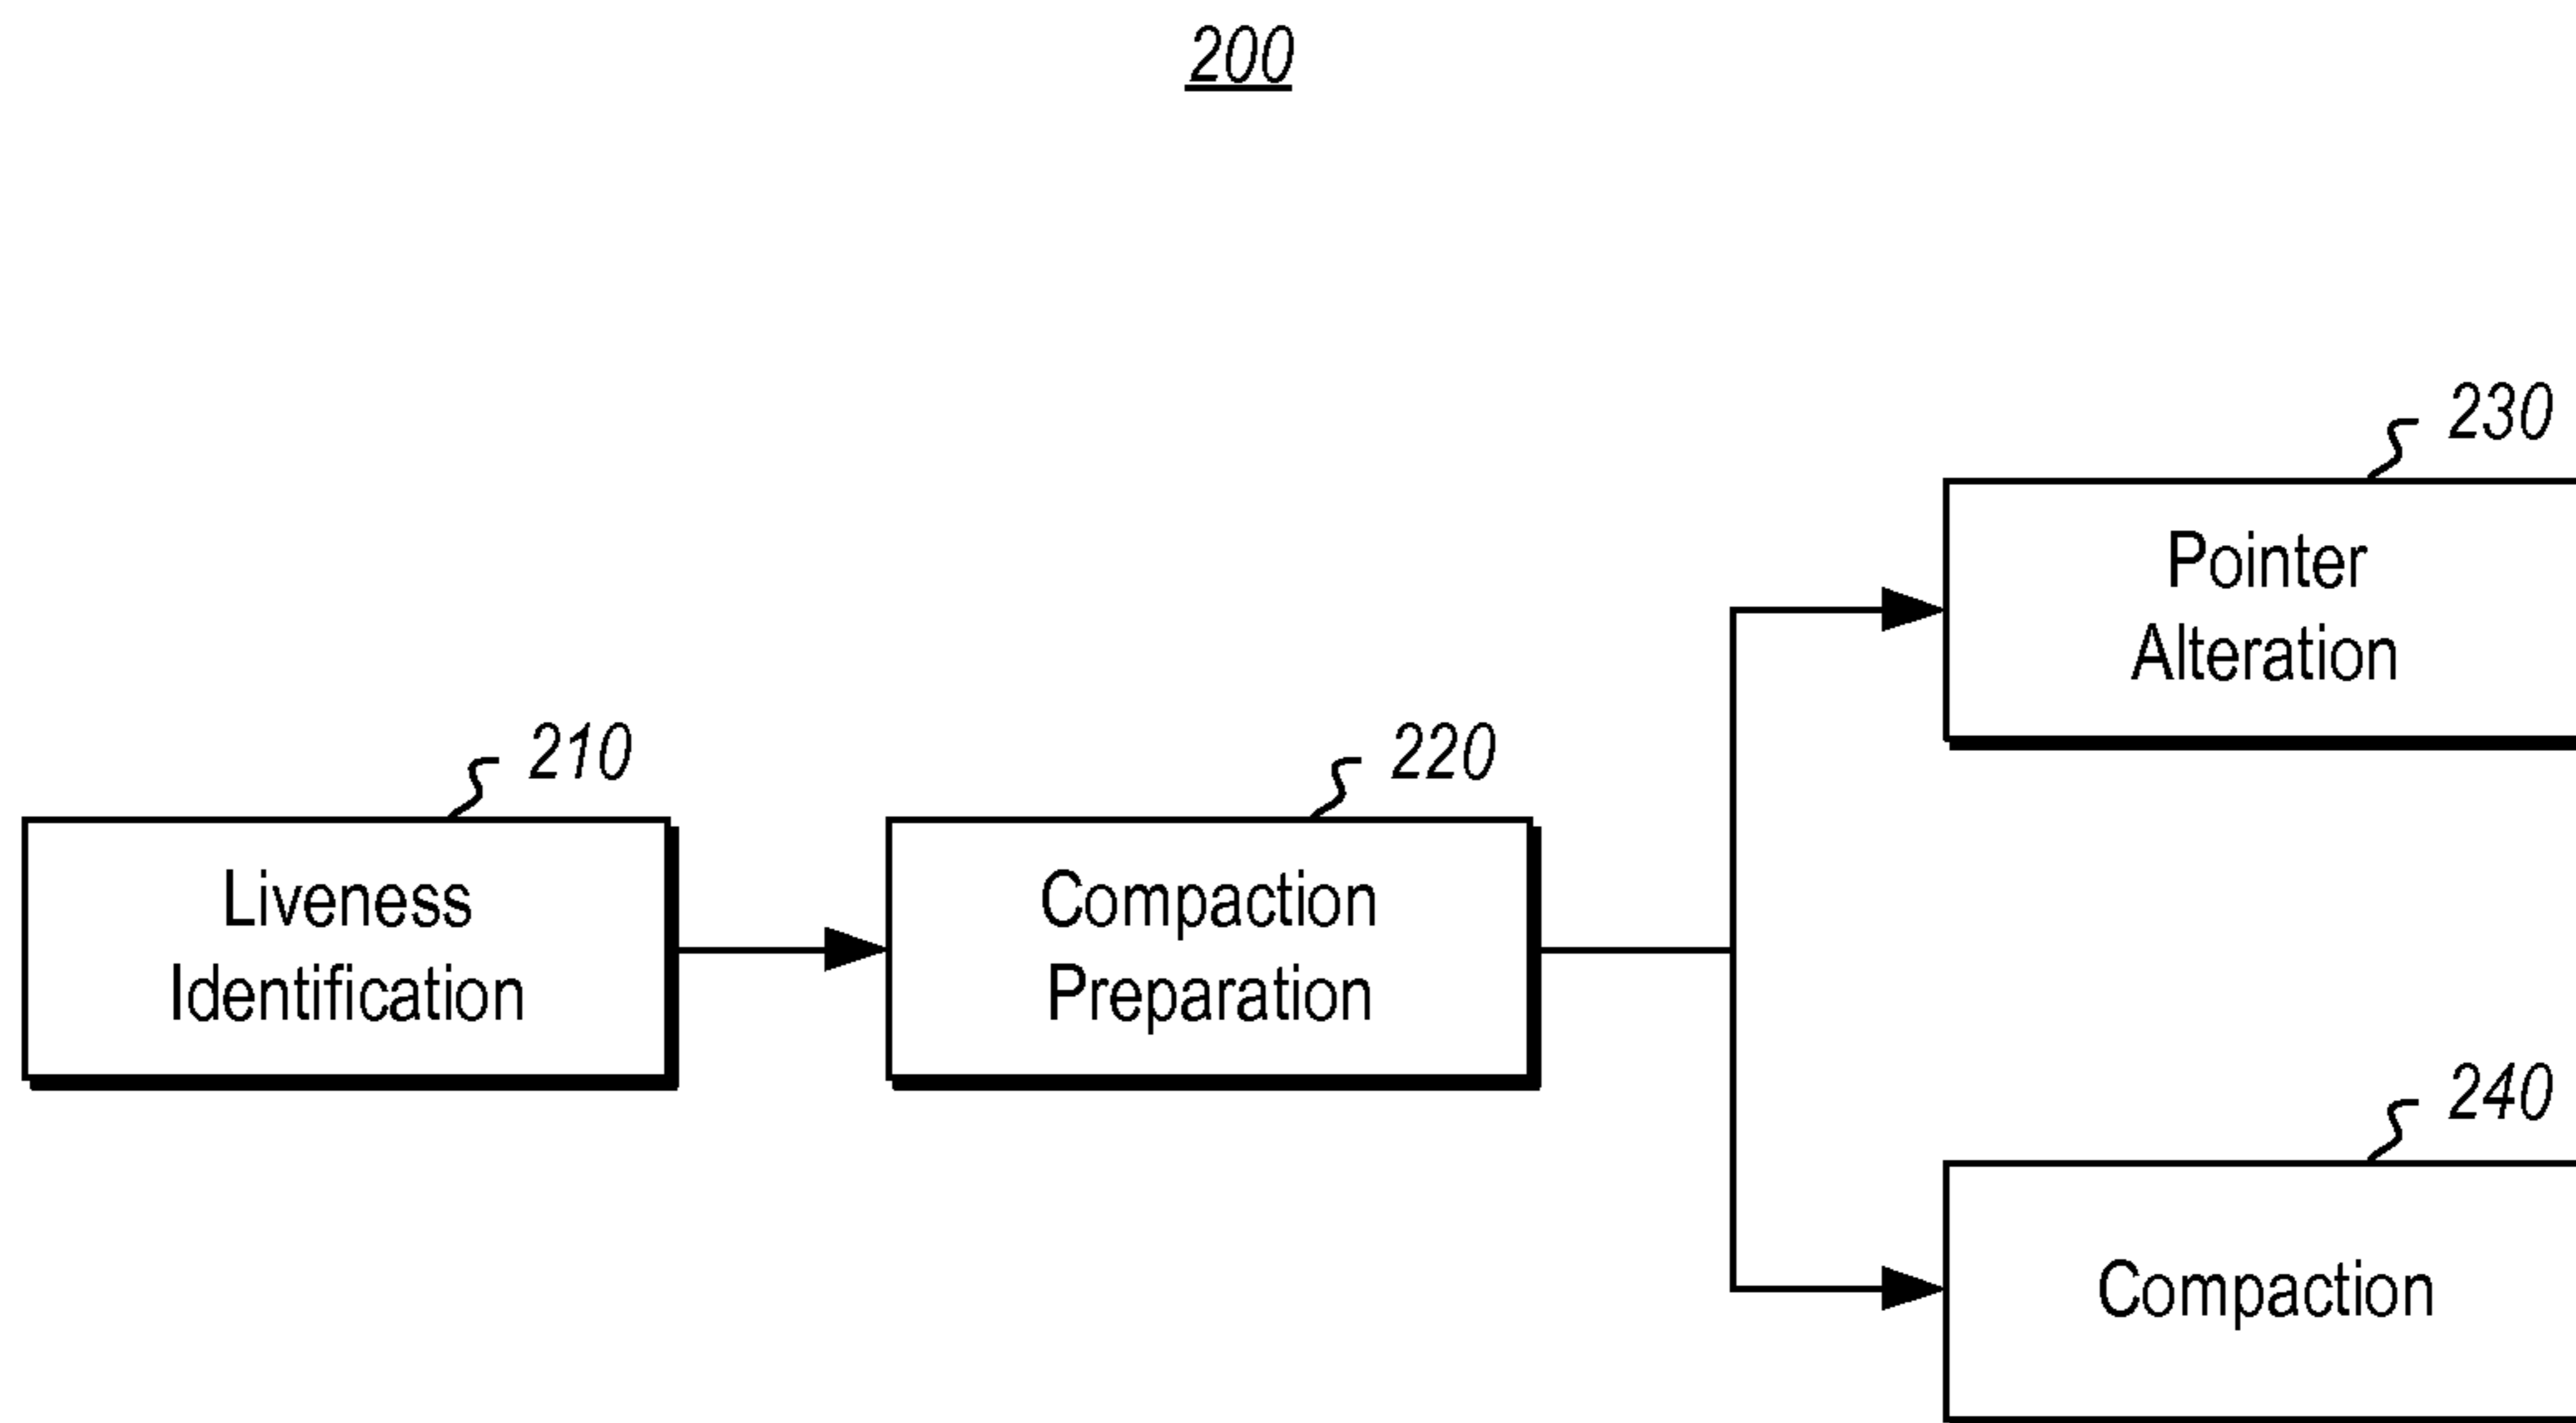 200
230
Pointer
Alteration
210
Liveness
Identification
220
Compaction
Preparation
240
Compaction